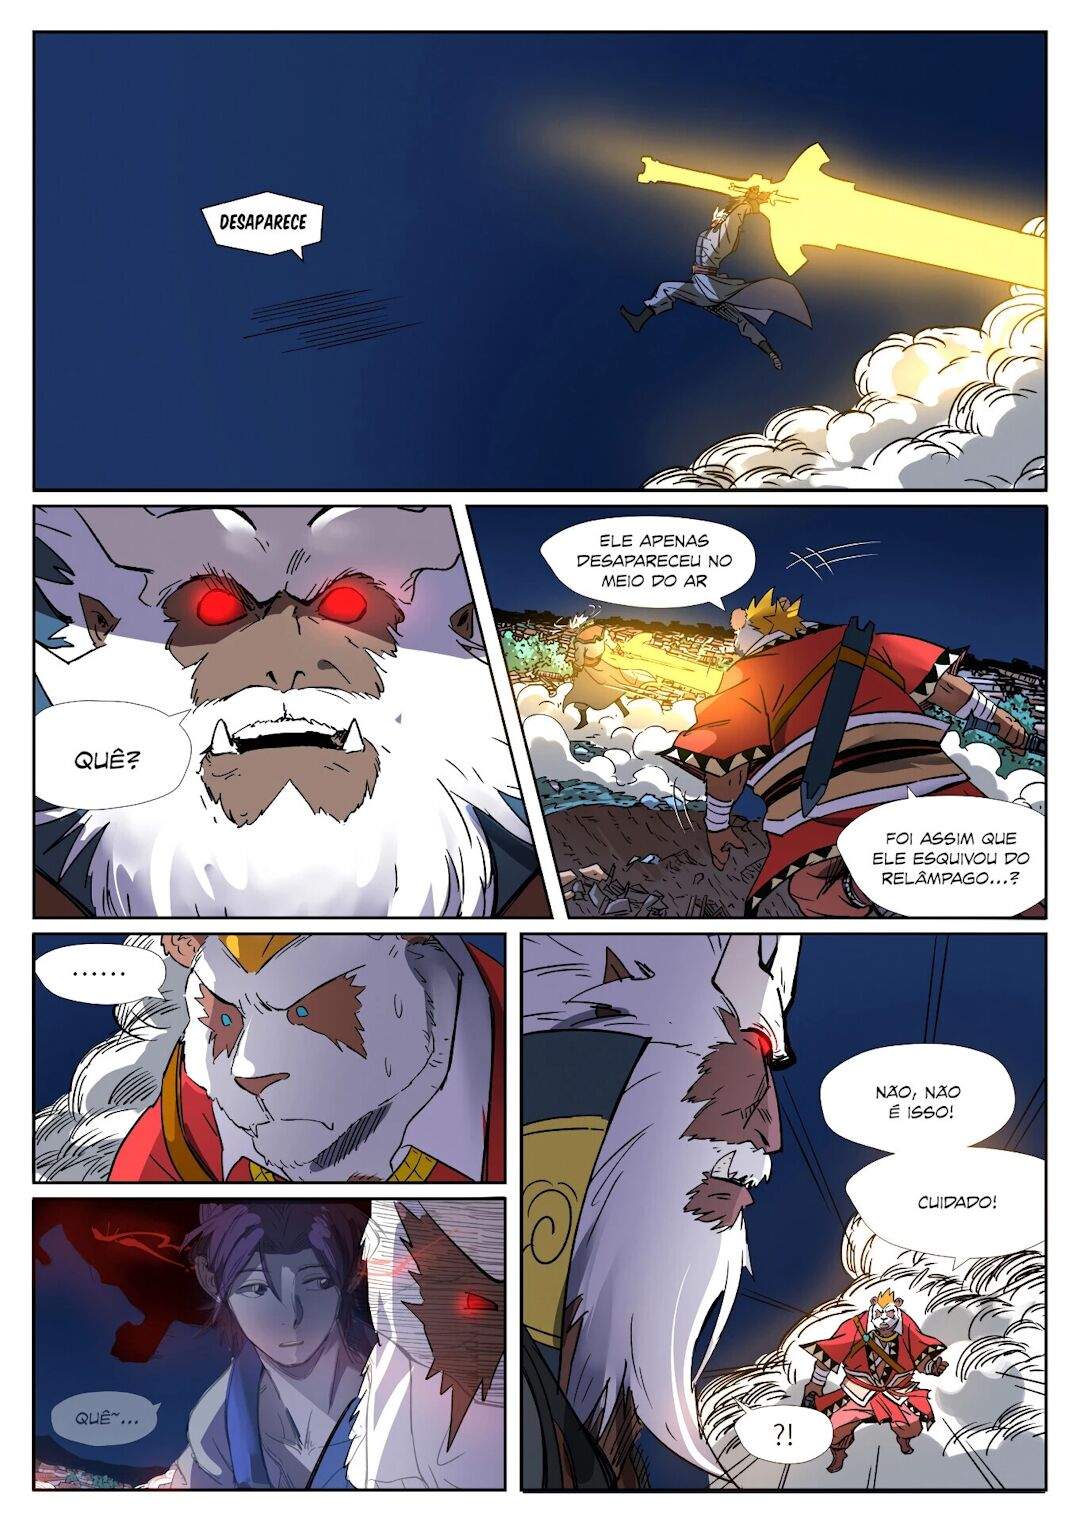 DESAPARECE
QUÊ?
ELE APENAS
DESAPARECEU NO
MEIO DO AR
FOI ASSIM QUE
ELE ESQUIVOU DO
RELÂMPAGO...?
......
QUÊ~...
NÃO, NÃO
É ISSO!
CUIDADO!
?!